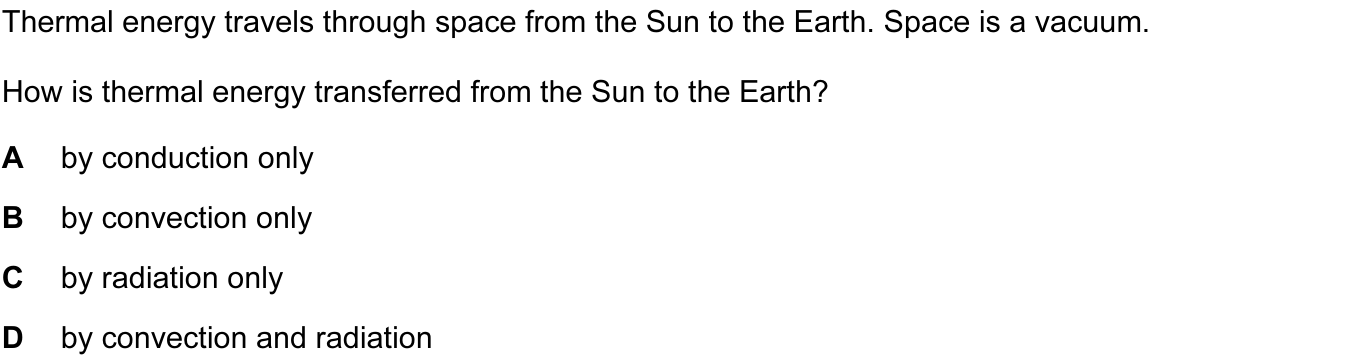 Thermal energy travels through space from the Sun to the Earth. Space is a vacuum.
How is thermal energy transferred from the Sun to the Earth?
A by conduction only
B by convection only
C by radiation only
D by convection and radiation